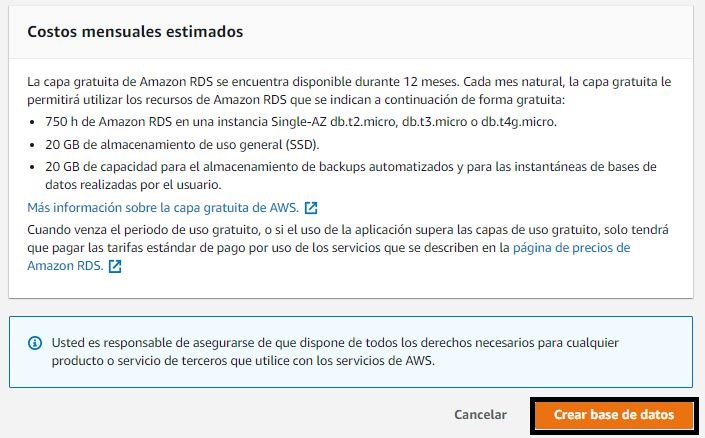 Costos mensuales estimados
La capa gratuita de Amazon RDS se encuentra disponible durante 12 meses. Cada mes natural, la capa gratuita le
permitirá utilizar los recursos de Amazon RDS que se indican a continuación de forma gratuita:
• 750 h de Amazon RDS en una instancia Single-AZ db.t2.micro, db.t3.micro o db.t4g.micro.
• 20 GB de almacenamiento de uso general (SSD).
• 20 GB de capacidad para el almacenamiento de backups automatizados y para las instantáneas de bases de
datos realizadas por el usuario.
Más información sobre la capa gratuita de AWS.
Cuando venza el periodo de uso gratuito, o si el uso de la aplicación supera las capas de uso gratuito, solo tendrá
que pagar las tarifas estándar de pago por uso de los servicios que se describen en la página de precios de
Amazon RDS.
Usted es responsable de asegurarse de que dispone de todos los derechos necesarios para cualquier
producto o servicio de terceros que utilice con los servicios de AWS.
Cancelar Crear base de datos